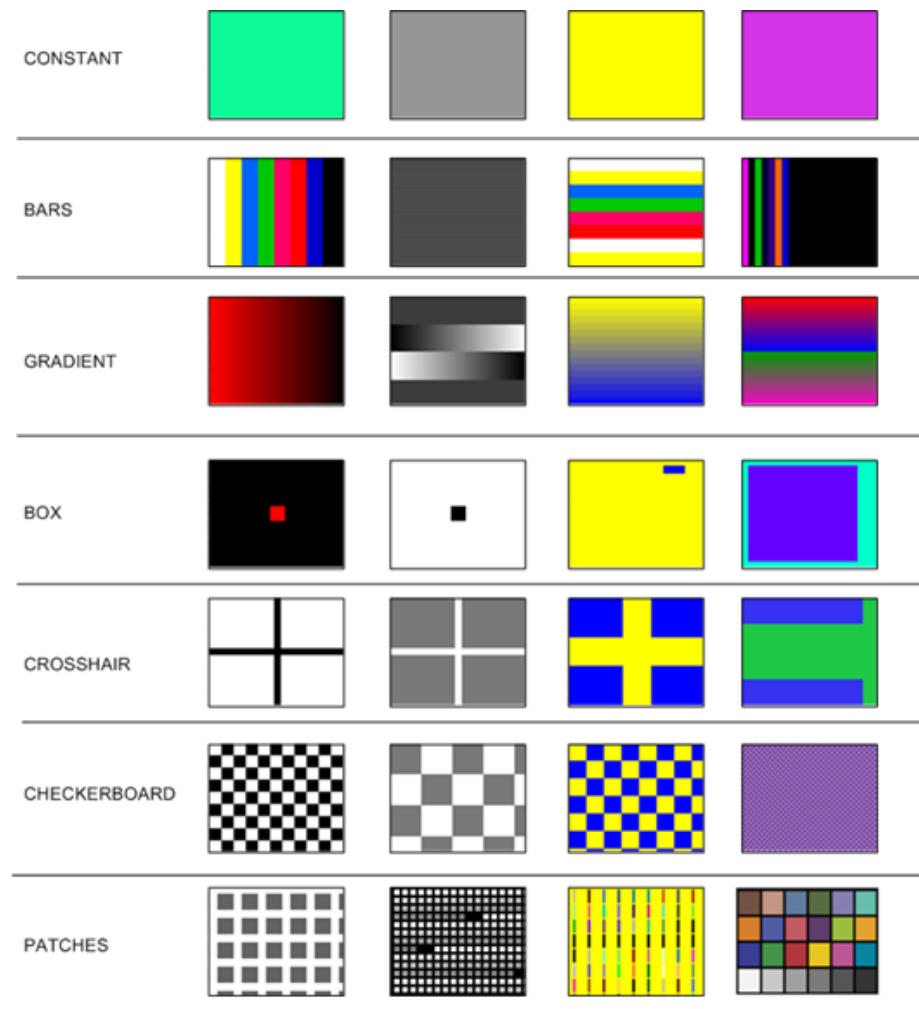 CONSTANT
BARS
GRADIENT
BOX
CROSSHAIR
CHECKERBOARD
PATCHES